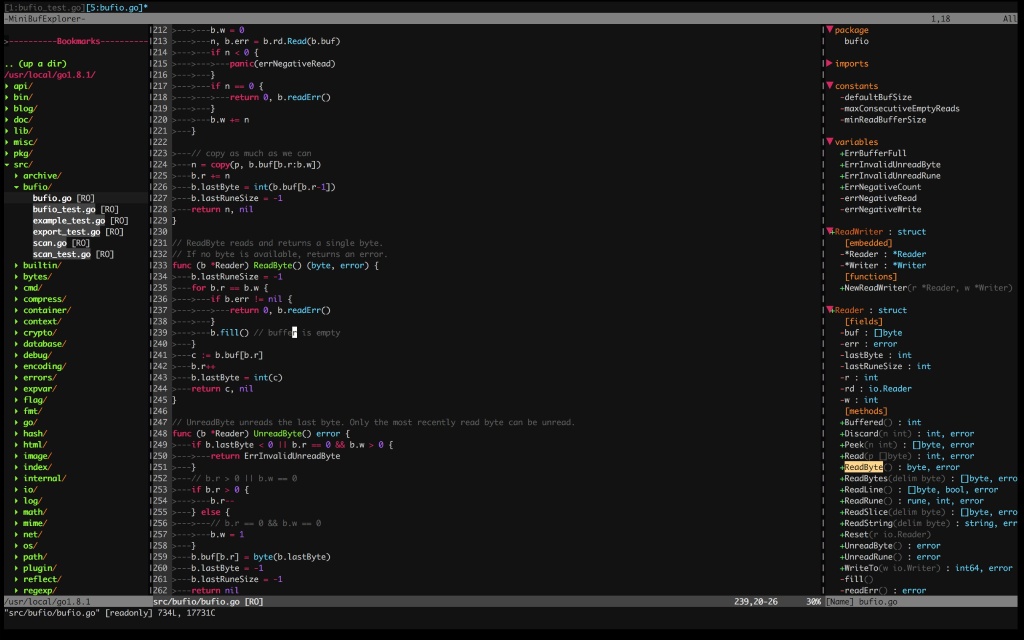 [1:bufio_test.go][5:bufio.go]*
-MiniBufExplorer- 1,18 All
>----------Bookmarks----------
.. (up a dir)
/usr/local/go1.8.1/
▸ api/
▸ bin/
▸ blog/
▸ doc/
▸ lib/
▸ misc/
▸ pkg/
▾ src/
▸ archive/
▾ bufio/
bufio.go [RO]
bufio_test.go [RO]
example_test.go [RO]
export_test.go [RO]
scan.go [RO]
scan_test.go [RO]
▸ builtin/
▸ bytes/
▸ cmd/
▸ compress/
▸ container/
▸ context/
▸ crypto/
▸ database/
▸ debug/
▸ encoding/
▸ errors/
▸ expvar/
▸ flag/
▸ fmt/
▸ go/
▸ hash/
▸ html/
▸ image/
▸ index/
▸ internal/
▸ io/
▸ log/
▸ math/
▸ mime/
▸ net/
▸ os/
▸ path/
▸ plugin/
▸ reflect/
▸ regexp/
/usr/local/go1.8.1
212 >--->---b.w = 0
213 >--->---n, b.err = b.rd.Read(b.buf)
214 >--->---if n < 0 {
215 >--->--->---panic(errNegativeRead)
216 >--->---}
217 >--->---if n == 0 {
218 >--->--->---return 0, b.readErr()
219 >--->---}
220 >--->---b.w += n
221 >---}
222
223 >---// copy as much as we can
224 >---n = copy(p, b.buf[b.r:b.w])
225 >---b.r += n
226 >---b.lastByte = int(b.buf[b.r-1])
227 >---b.lastRuneSize = -1
228 >---return n, nil
229 }
230
231 // ReadByte reads and returns a single byte.
232 // If no byte is available, returns an error.
233 func (b *Reader) ReadByte() (byte, error) {
234 >---b.lastRuneSize = -1
235 >---for b.r == b.w {
236 >--->---if b.err != nil {
237 >--->--->---return 0, b.readErr()
238 >--->---}
239 >--->---b.fill() // buffer is empty
240 >---}
241 >---c := b.buf[b.r]
242 >---b.r++
243 >---b.lastByte = int(c)
244 >---return c, nil
245 }
246
247 // UnreadByte unreads the last byte. Only the most recently read byte can be unread.
248 func (b *Reader) UnreadByte() error {
249 >---if b.lastByte < 0 || b.r == 0 && b.w > 0 {
250 >--->---return ErrInvalidUnreadByte
251 >---}
252 >---// b.r > 0 || b.w == 0
253 >---if b.r > 0 {
254 >--->---b.r--
255 >---} else {
256 >--->---// b.r == 0 && b.w == 0
257 >--->---b.w = 1
258 >---}
259 >---b.buf[b.r] = byte(b.lastByte)
260 >---b.lastByte = -1
261 >---b.lastRuneSize = -1
262 >---return nil
src/bufio/bufio.go [RO] 239,20-26 30%
▼ package
bufio
▶ imports
▼ constants
-defaultBufSize
-maxConsecutiveEmptyReads
-minReadBufferSize
▼ variables
+ErrBufferFull
+ErrInvalidUnreadByte
+ErrInvalidUnreadRune
+ErrNegativeCount
-errNegativeRead
-errNegativeWrite
▼+ReadWriter : struct
[embedded]
-*Reader : *Reader
-*Writer : *Writer
[functions]
+NewReadWriter(r *Reader, w *Writer)
▼+Reader : struct
[fields]
-buf : []byte
-err : error
-lastByte : int
-lastRuneSize : int
-r : int
-rd : io.Reader
-w : int
[methods]
+Buffered() : int
+Discard(n int) : int, error
+Peek(n int) : []byte, error
+Read(p []byte) : int, error
+ReadByte() : byte, error
+ReadBytes(delim byte) : []byte, erro
+ReadLine() : []byte, bool, error
+ReadRune() : rune, int, error
+ReadSlice(delim byte) : []byte, erro
+ReadString(delim byte) : string, err
+Reset(r io.Reader)
+UnreadByte() : error
+UnreadRune() : error
+WriteTo(w io.Writer) : int64, error
-fill()
-readErr() : error
[Name] bufio.go
"src/bufio/bufio.go" [readonly] 734L, 17731C